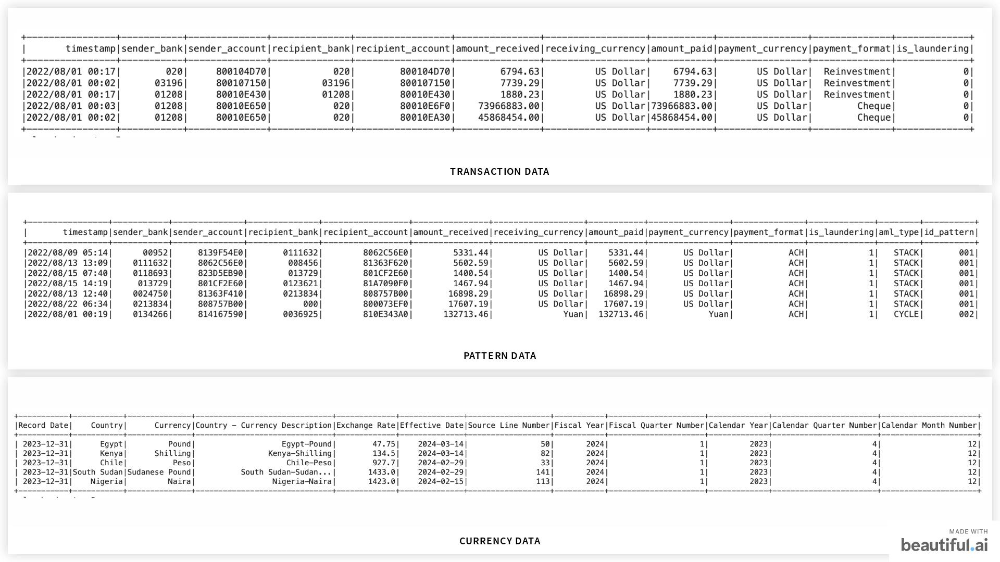 | timestamp|sender_bank|sender_account|recipient_bank|recipient_account|amount_received|receiving_currency|amount_paid|payment_currency|payment_format|is_laundering|
|2022/08/01 00:17| 020| 800104D70| 020| 800104D70| 6794.63| US Dollar| 6794.63| US Dollar| Reinvestment| 0|
|2022/08/01 00:02| 03196| 800107150| 03196| 800107150| 7739.29| US Dollar| 7739.29| US Dollar| Reinvestment| 0|
|2022/08/01 00:17| 01208| 80010E430| 01208| 80010E430| 1880.23| US Dollar| 1880.23| US Dollar| Reinvestment| 0|
|2022/08/01 00:03| 01208| 80010E650| 020| 80010E6F0| 73966883.00| US Dollar|73966883.00| US Dollar| Cheque| 0|
|2022/08/01 00:02| 01208| 80010E650| 020| 80010EA30| 45868454.00| US Dollar|45868454.00| US Dollar| Cheque| 0|
TRANSACTION DATA
| timestamp|sender_bank|sender_account|recipient_bank|recipient_account|amount_received|receiving_currency|amount_paid|payment_currency|payment_format|is_laundering|aml_type|id_pattern|
|2022/08/09 05:14| 00952| 8139F54E0| 0111632| 8062C56E0| 5331.44| US Dollar| 5331.44| US Dollar| ACH| 1| STACK| 001|
|2022/08/13 13:09| 0111632| 8062C56E0| 008456| 81363F620| 5602.59| US Dollar| 5602.59| US Dollar| ACH| 1| STACK| 001|
|2022/08/15 07:40| 0118693| 823D5EB90| 013729| 801CF2E60| 1400.54| US Dollar| 1400.54| US Dollar| ACH| 1| STACK| 001|
|2022/08/15 14:19| 013729| 801CF2E60| 0123621| 81A7090F0| 1467.94| US Dollar| 1467.94| US Dollar| ACH| 1| STACK| 001|
|2022/08/13 12:40| 0024750| 81363F410| 0213834| 808757B00| 16898.29| US Dollar| 16898.29| US Dollar| ACH| 1| STACK| 001|
|2022/08/22 06:34| 0213834| 808757B00| 000| 800073EF0| 17607.19| US Dollar| 17607.19| US Dollar| ACH| 1| STACK| 001|
|2022/08/01 00:19| 0134266| 814167590| 0036925| 810E343A0| 132713.46| Yuan| 132713.46| Yuan| ACH| 1| CYCLE| 002|
PATTERN DATA
|Record Date| Country| Currency|Country - Currency Description|Exchange Rate|Effective Date|Source Line Number|Fiscal Year|Fiscal Quarter Number|Calendar Year|Calendar Quarter Number|Calendar Month Number|
| 2023-12-31| Egypt| Pound| Egypt-Pound| 47.75| 2024-03-14| 50| 2024| 1| 2023| 4| 12|
| 2023-12-31| Kenya| Shilling| Kenya-Shilling| 134.5| 2024-03-14| 82| 2024| 1| 2023| 4| 12|
| 2023-12-31| Chile| Peso| Chile-Peso| 927.7| 2024-02-29| 33| 2024| 1| 2023| 4| 12|
| 2023-12-31|South Sudan|Sudanese Pound| South Sudan-Sudan...| 1433.0| 2024-02-29| 141| 2024| 1| 2023| 4| 12|
| 2023-12-31| Nigeria| Naira| Nigeria-Naira| 1423.0| 2024-02-15| 113| 2024| 1| 2023| 4| 12|
CURRENCY DATA
MADE WITH
beautiful.ai